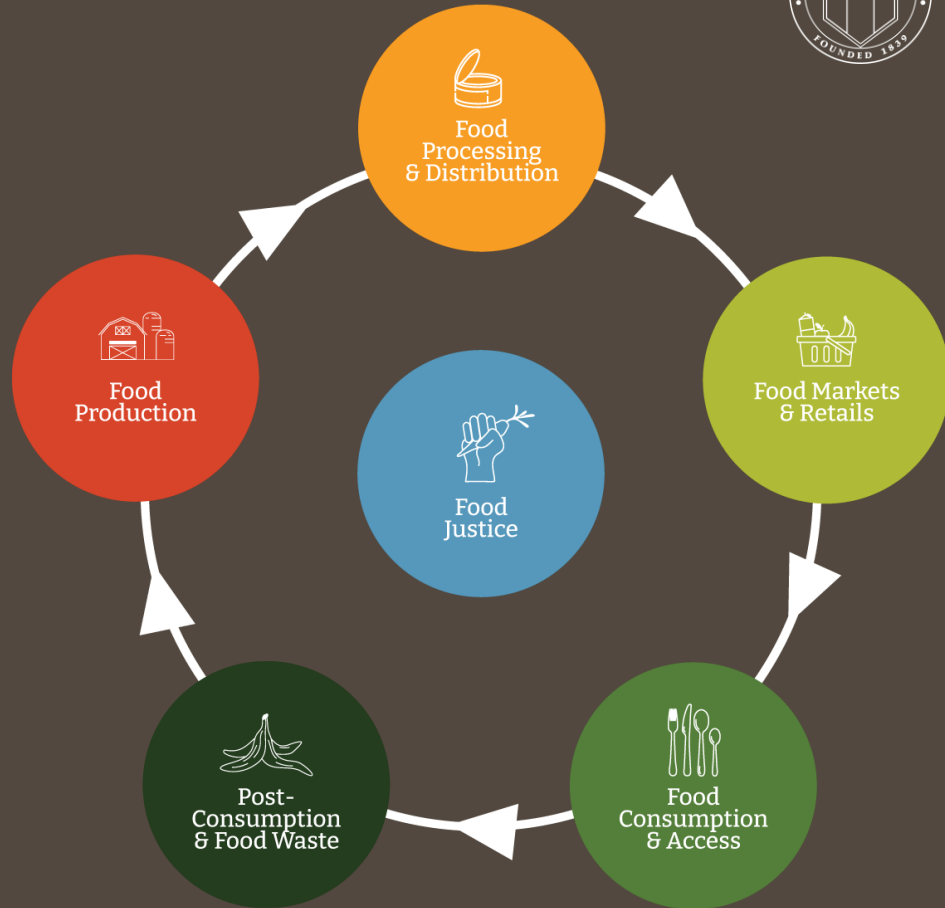 FOUNDED 1839
Food
Processing
& Distribution
Food
Production
Food Markets
& Retails
Food
Justice
Post-
Consumption
& Food Waste
Food
Consumption
& Access